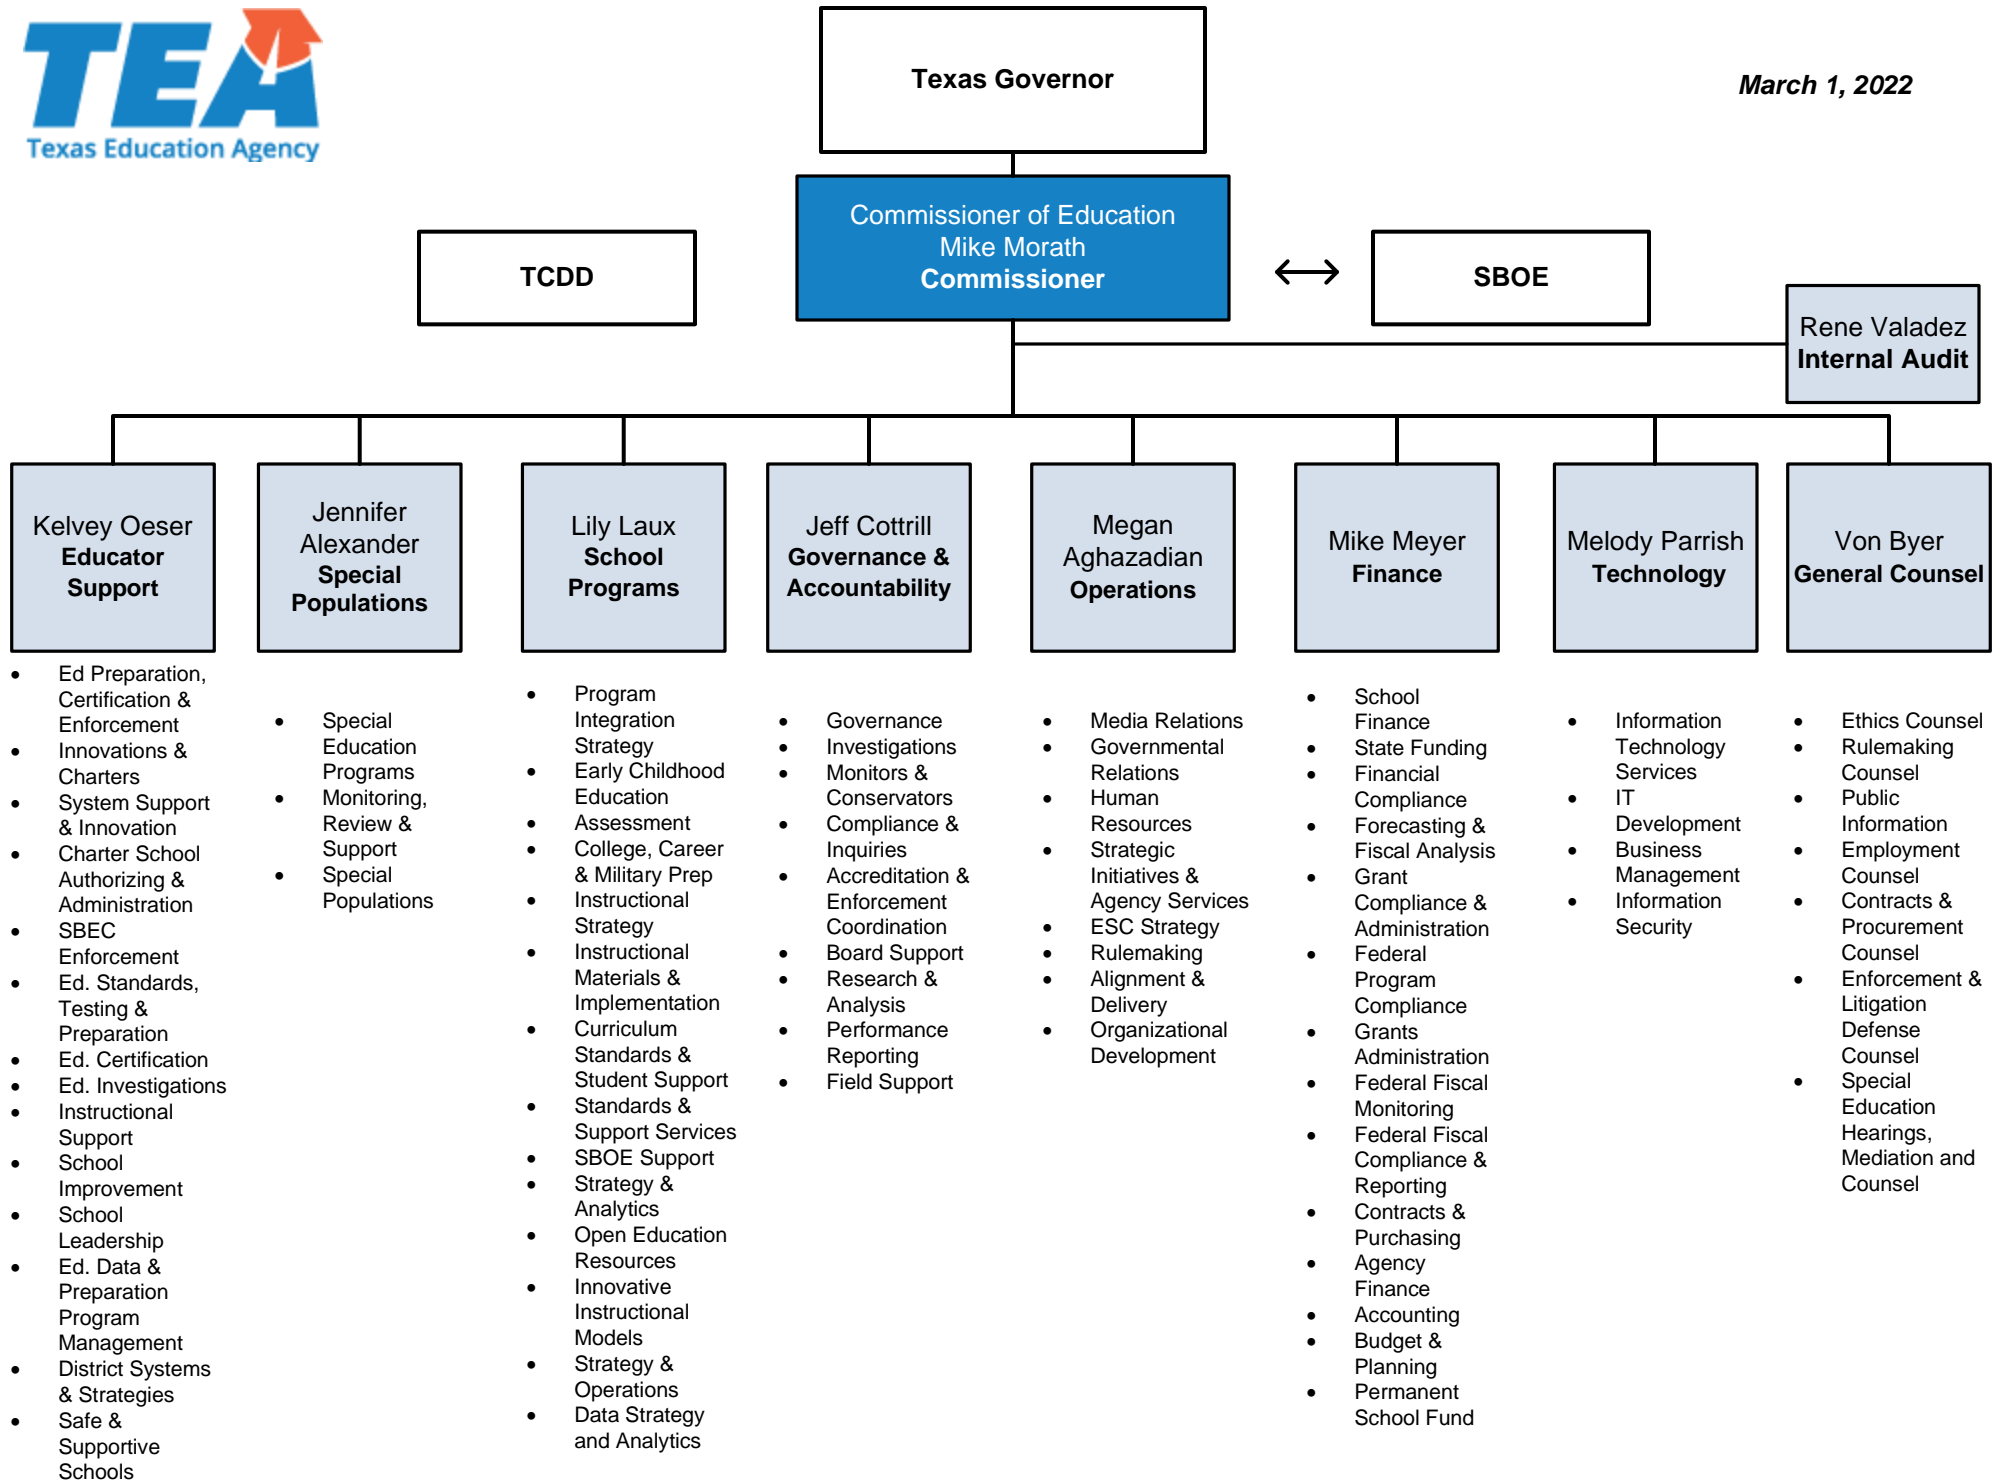 TEA
Texas Education Agency
Texas Governor
March 1, 2022
Commissioner of Education
Mike Morath
Commissioner
TCDD
SBOE
Rene Valadez
Internal Audit
Kelvey Oeser
Educator
Support
Jennifer
Alexander
Special
Populations
Lily Laux
School
Programs
Jeff Cottrill
Governance &
Accountability
Megan
Aghazadian
Operations
Mike Meyer
Finance
Melody Parrish
Technology
Von Byer
General Counsel
• Ed Preparation,
Certification &
Enforcement
• Innovations &
Charters
• System Support
& Innovation
• Charter School
Authorizing &
Administration
• SBEC
Enforcement
• Ed. Standards,
Testing &
Preparation
• Ed. Certification
• Ed. Investigations
• Instructional
Support
• School
Improvement
• School
Leadership
• Ed. Data &
Preparation
Program
Management
• District Systems
& Strategies
• Safe &
Supportive
Schools
• Special
Education
Programs
• Monitoring,
Review &
Support
• Special
Populations
• Program
Integration
Strategy
• Early Childhood
Education
• Assessment
• College, Career
& Military Prep
• Instructional
Strategy
• Instructional
Materials &
Implementation
• Curriculum
Standards &
Student Support
• Standards &
Support Services
• SBOE Support
• Strategy &
Analytics
• Open Education
Resources
• Innovative
Instructional
Models
• Strategy &
Operations
• Data Strategy
and Analytics
• Governance
• Investigations
• Monitors &
Conservators
• Compliance &
Inquiries
• Accreditation &
Enforcement
Coordination
• Board Support
• Research &
Analysis
• Performance
Reporting
• Field Support
• Media Relations
• Governmental
Relations
• Human
Resources
• Strategic
Initiatives &
Agency Services
• ESC Strategy
• Rulemaking
• Alignment &
Delivery
• Organizational
Development
• School
Finance
• State Funding
• Financial
Compliance
• Forecasting &
Fiscal Analysis
• Grant
Compliance &
Administration
• Federal
Program
Compliance
• Grants
Administration
• Federal Fiscal
Monitoring
• Federal Fiscal
Compliance &
Reporting
• Contracts &
Purchasing
• Agency
Finance
• Accounting
• Budget &
Planning
• Permanent
School Fund
• Information
Technology
Services
• IT
Development
• Business
Management
• Information
Security
• Ethics Counsel
• Rulemaking
Counsel
• Public
Information
• Employment
Counsel
• Contracts &
Procurement
Counsel
• Enforcement &
Litigation
Defense
Counsel
• Special
Education
Hearings,
Mediation and
Counsel